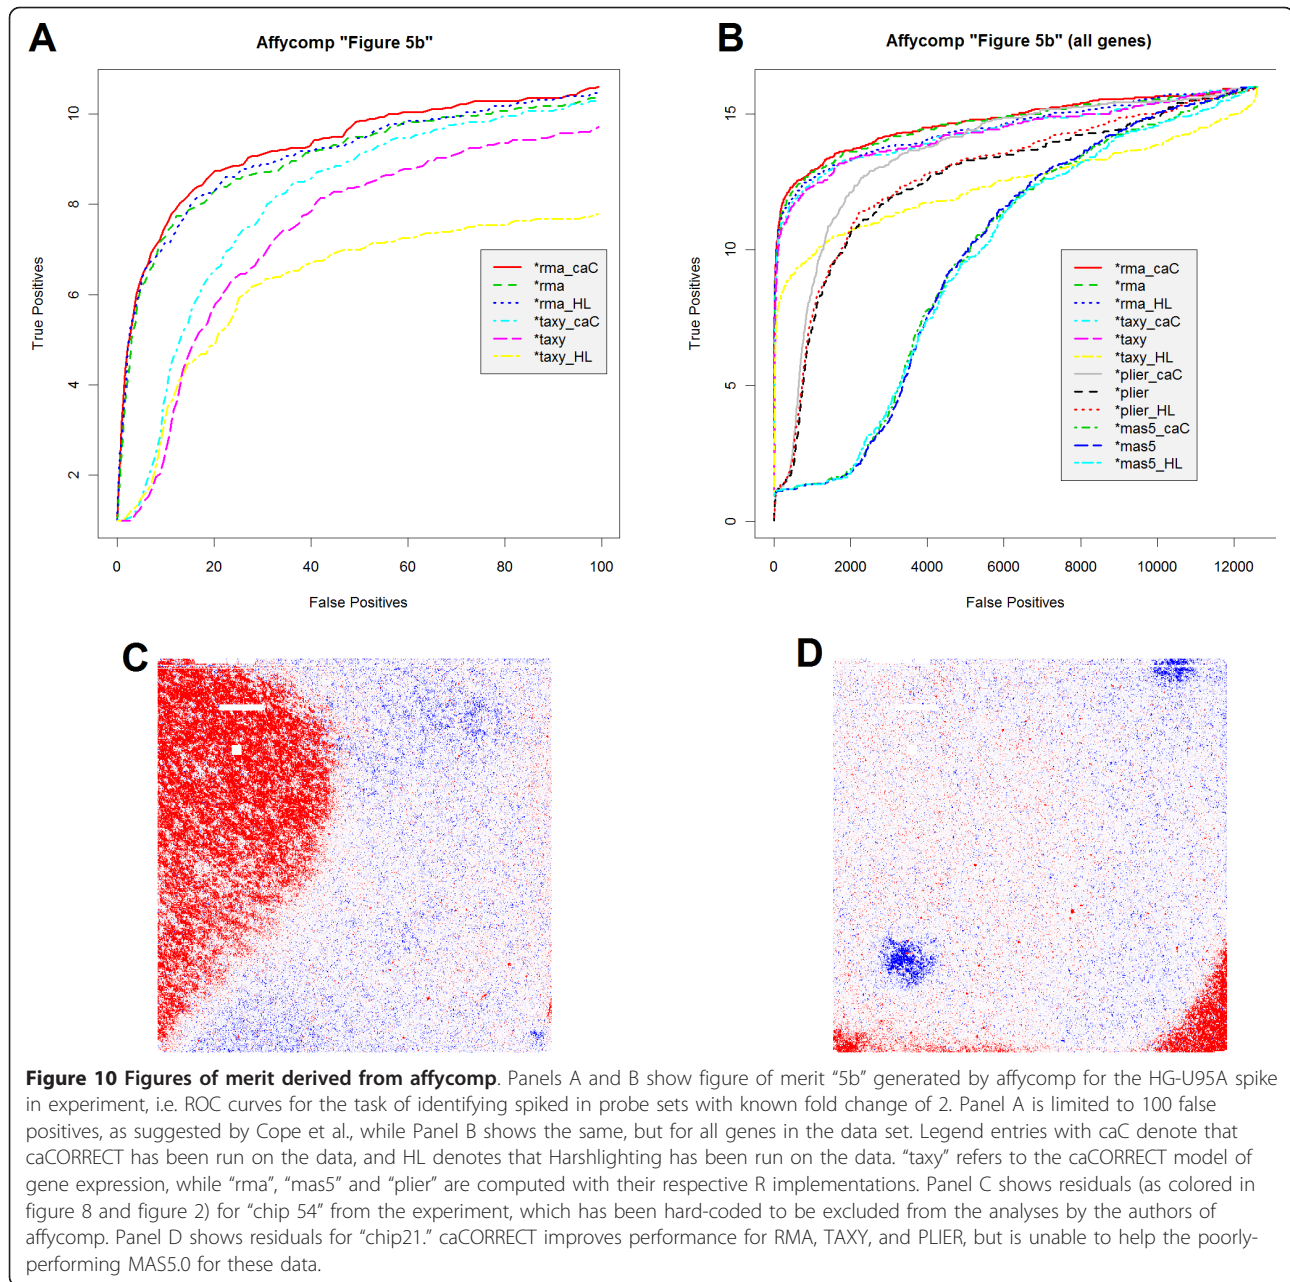 A
Affycomp "Figure 5b"
True Positives
10
8
6
4
2
*rma_caC
*rma
*rma_HL
*taxy_caC
*taxy
*taxy_HL
0
20
40
60
80
100
False Positives
B
Affycomp "Figure 5b" (all genes)
True Positives
15
10
5
0
*rma_caC
*rma
*rma_HL
*taxy_caC
*taxy
*taxy_HL
*plier_caC
*plier
*plier_HL
*mas5_caC
*mas5
*mas5_HL
0
2000
4000
6000
8000
10000
12000
False Positives
C
D
Figure 10 Figures of merit derived from affycomp. Panels A and B show figure of merit “5b” generated by affycomp for the HG-U95A spike
in experiment, i.e. ROC curves for the task of identifying spiked in probe sets with known fold change of 2. Panel A is limited to 100 false
positives, as suggested by Cope et al., while Panel B shows the same, but for all genes in the data set. Legend entries with caC denote that
caCORRECT has been run on the data, and HL denotes that Harshlighting has been run on the data. “taxy” refers to the caCORRECT model of
gene expression, while “rma”, “mas5” and “plier” are computed with their respective R implementations. Panel C shows residuals (as colored in
figure 8 and figure 2) for “chip 54” from the experiment, which has been hard-coded to be excluded from the analyses by the authors of
affycomp. Panel D shows residuals for “chip21.” caCORRECT improves performance for RMA, TAXY, and PLIER, but is unable to help the poorly-
performing MAS5.0 for these data.